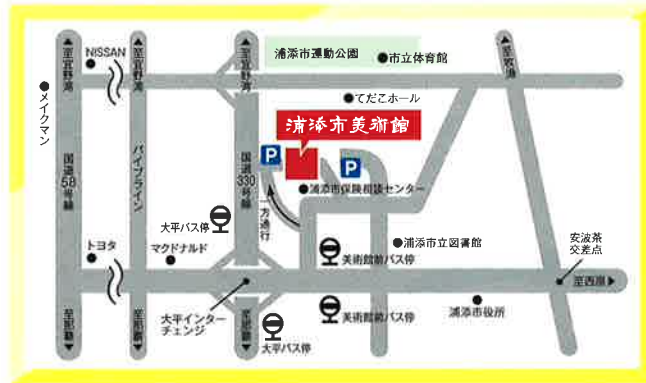 ▲至宜野湾
NISSAN
▲至宜野湾
▲至宜野湾
浦添市運動公園
市立体育館
メイクマン
てだこホール
浦添市美術館
P
P
国道58号線
パイプライン
国道330号線
浦添市保険相談センター
一方通行
大平バス停
浦添市立図書館
安波茶
交差点
トヨタ
マクドナルド
美術館前バス停
至西原▶
大平インター
チェンジ
美術館前バス停
浦添市役所
至那覇▼
至那覇▼
至那覇▼
大平バス停